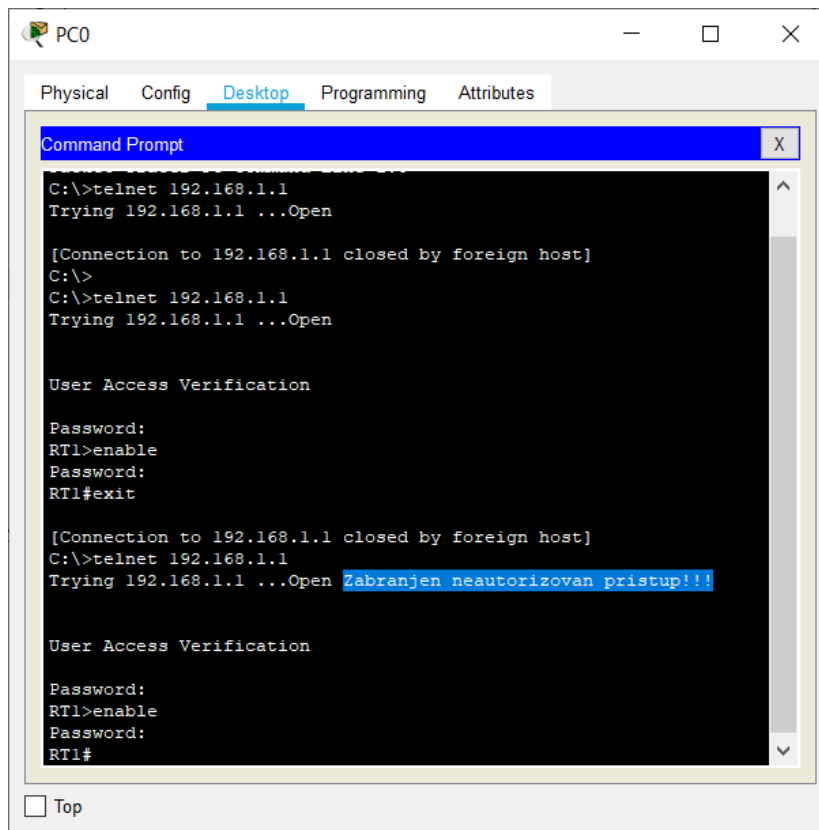 PC0
Physical Config Desktop Programming Attributes
Command Prompt
X
C:\>telnet 192.168.1.1
Trying 192.168.1.1 ...Open
[Connection to 192.168.1.1 closed by foreign host]
C:\>
C:\>telnet 192.168.1.1
Trying 192.168.1.1 ...Open
User Access Verification
Password:
RT1>enable
Password:
RT1#exit
[Connection to 192.168.1.1 closed by foreign host]
C:\>telnet 192.168.1.1
Trying 192.168.1.1 ...Open Zabranjen neautorizovan pristup!!!
User Access Verification
Password:
RT1>enable
Password:
RT1#
Top